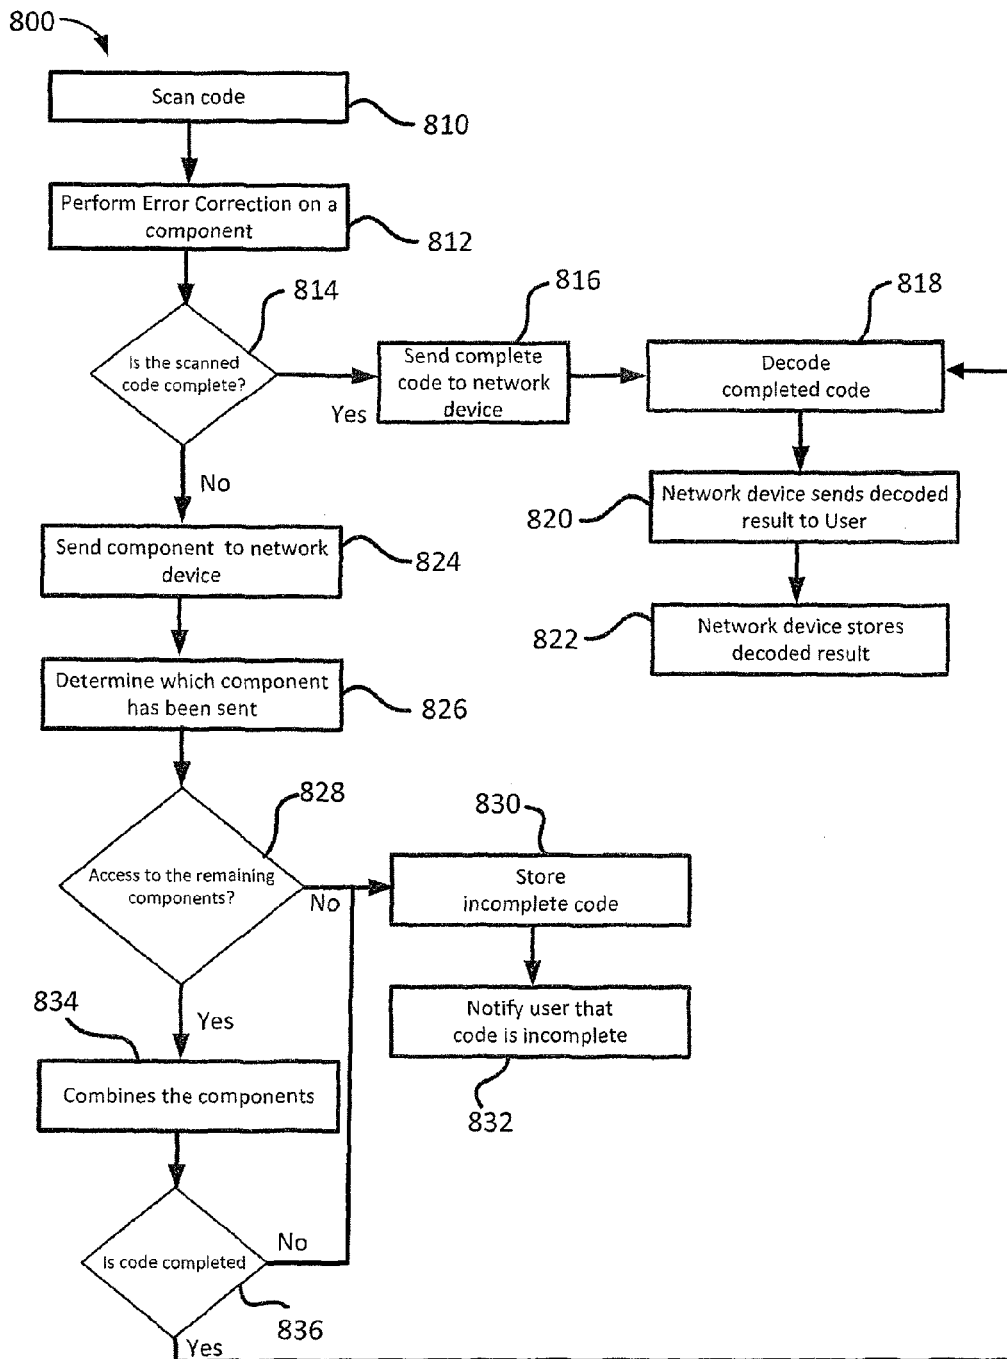 800
Scan code
810
Perform Error Correction on a
component
812
814
Is the scanned
code complete?
Yes
816
Send complete
code to network
device
818
Decode
completed code
No
820
Network device sends decoded
result to User
Send component to network
device
824
822
Network device stores
decoded result
Determine which component
has been sent
826
828
Access to the remaining
components?
No
830
Store
incomplete code
Yes
Notify user that
code is incomplete
832
834
Combines the components
Is code completed
No
836
Yes